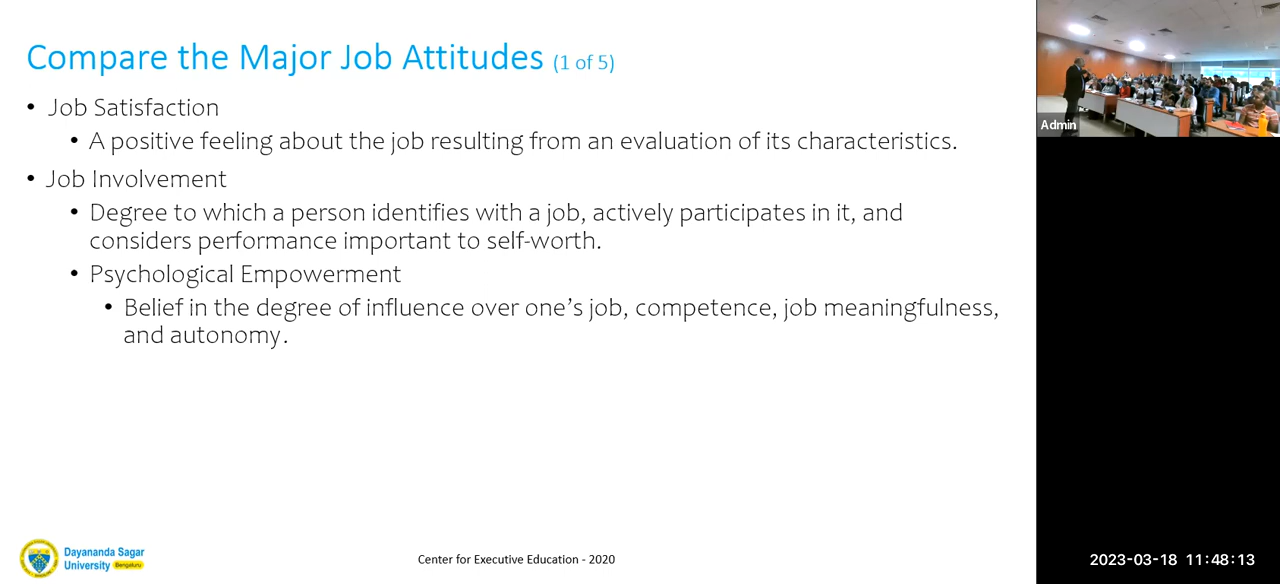 Compare the Major Job Attitudes (1 of 5)
• Job Satisfaction
• A positive feeling about the job resulting from an evaluation of its characteristics.
• Job Involvement
• Degree to which a person identifies with a job, actively participates in it, and
considers performance important to self-worth.
• Psychological Empowerment
• Belief in the degree of influence over one's job, competence, job meaningfulness,
and autonomy.
Dayananda Sagar
University Bengaluru
Center for Executive Education - 2020
Admin
2023-03-18 11:48:13